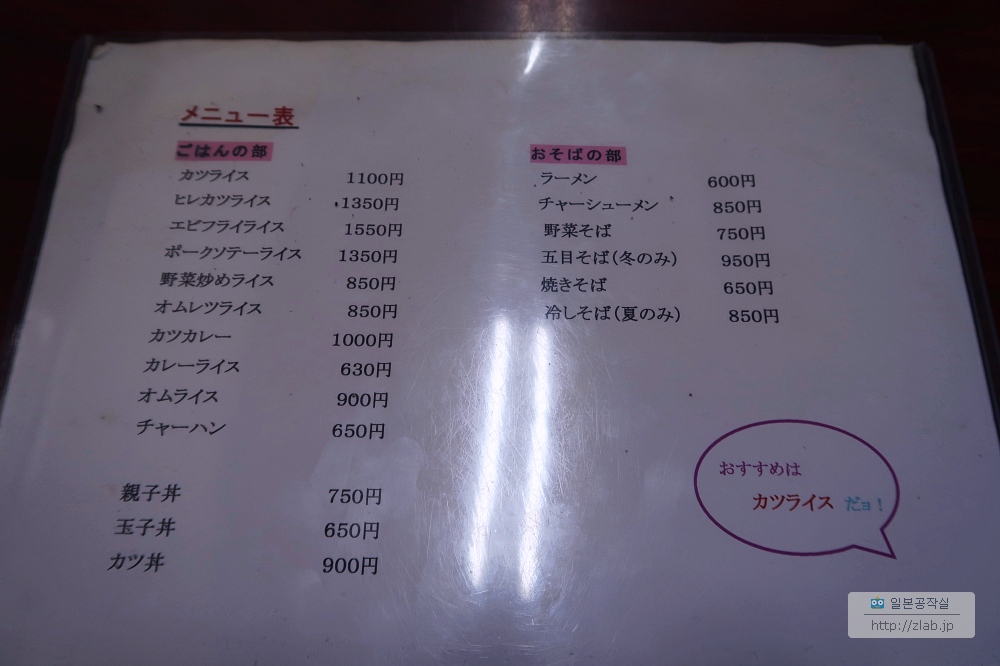 メニュー表
ごはんの部
カツライス 1100円
ヒレカツライス 1350円
エビフライライス 1550円
ポークソテーライス 1350円
野菜炒めライス 850円
オムレツライス 850円
カツカレー 1000円
カレーライス 630円
オムライス 900円
チャーハン 650円
親子丼 750円
玉子丼 650円
カツ丼 900円
おそばの部
ラーメン 600円
チャーシューメン 850円
野菜そば 750円
五目そば(冬のみ) 950円
焼きそば 650円
冷しそば(夏のみ) 850円
おすすめは
カツライス だョ!
일본공작실
http://zlab.jp